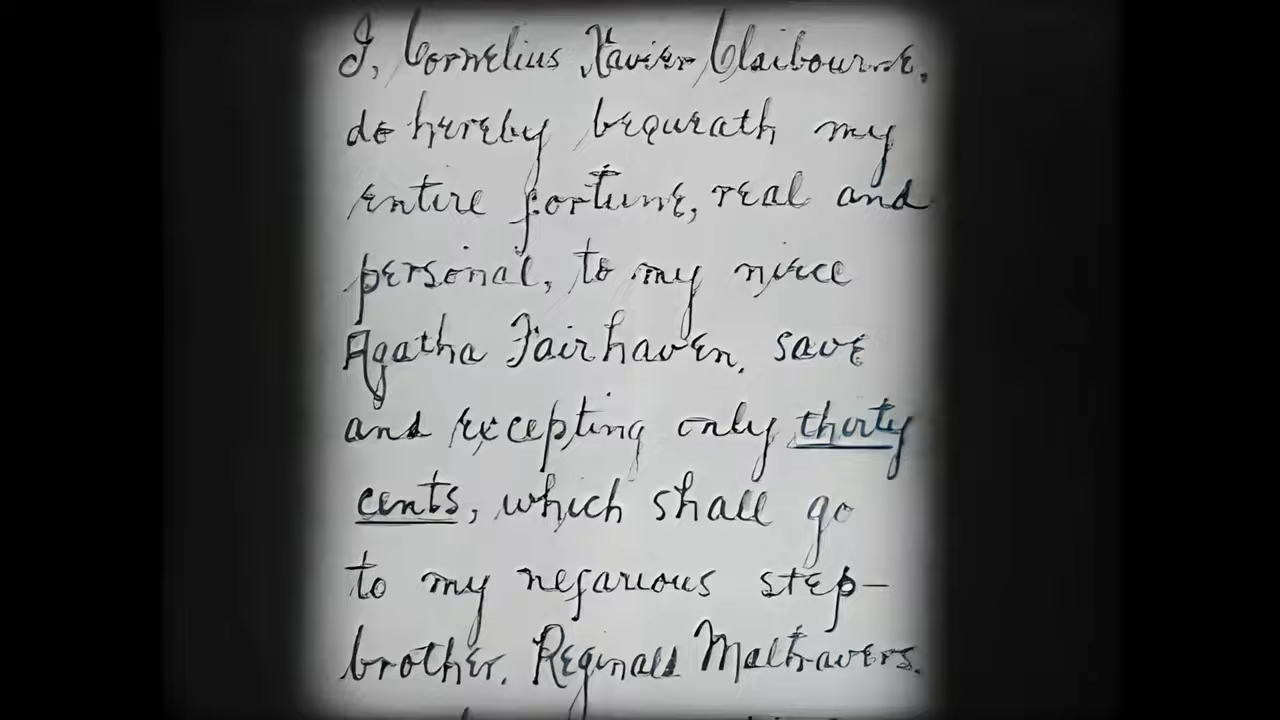 I, Cornelius Xavier Claibourne,
do hereby bequeath my
entire fortune, real and
personal, to my niece
Agatha Fairhaven, save
and excepting only thirty
cents, which shall go
to my nefarious step-
brother, Reginald Maltravers.